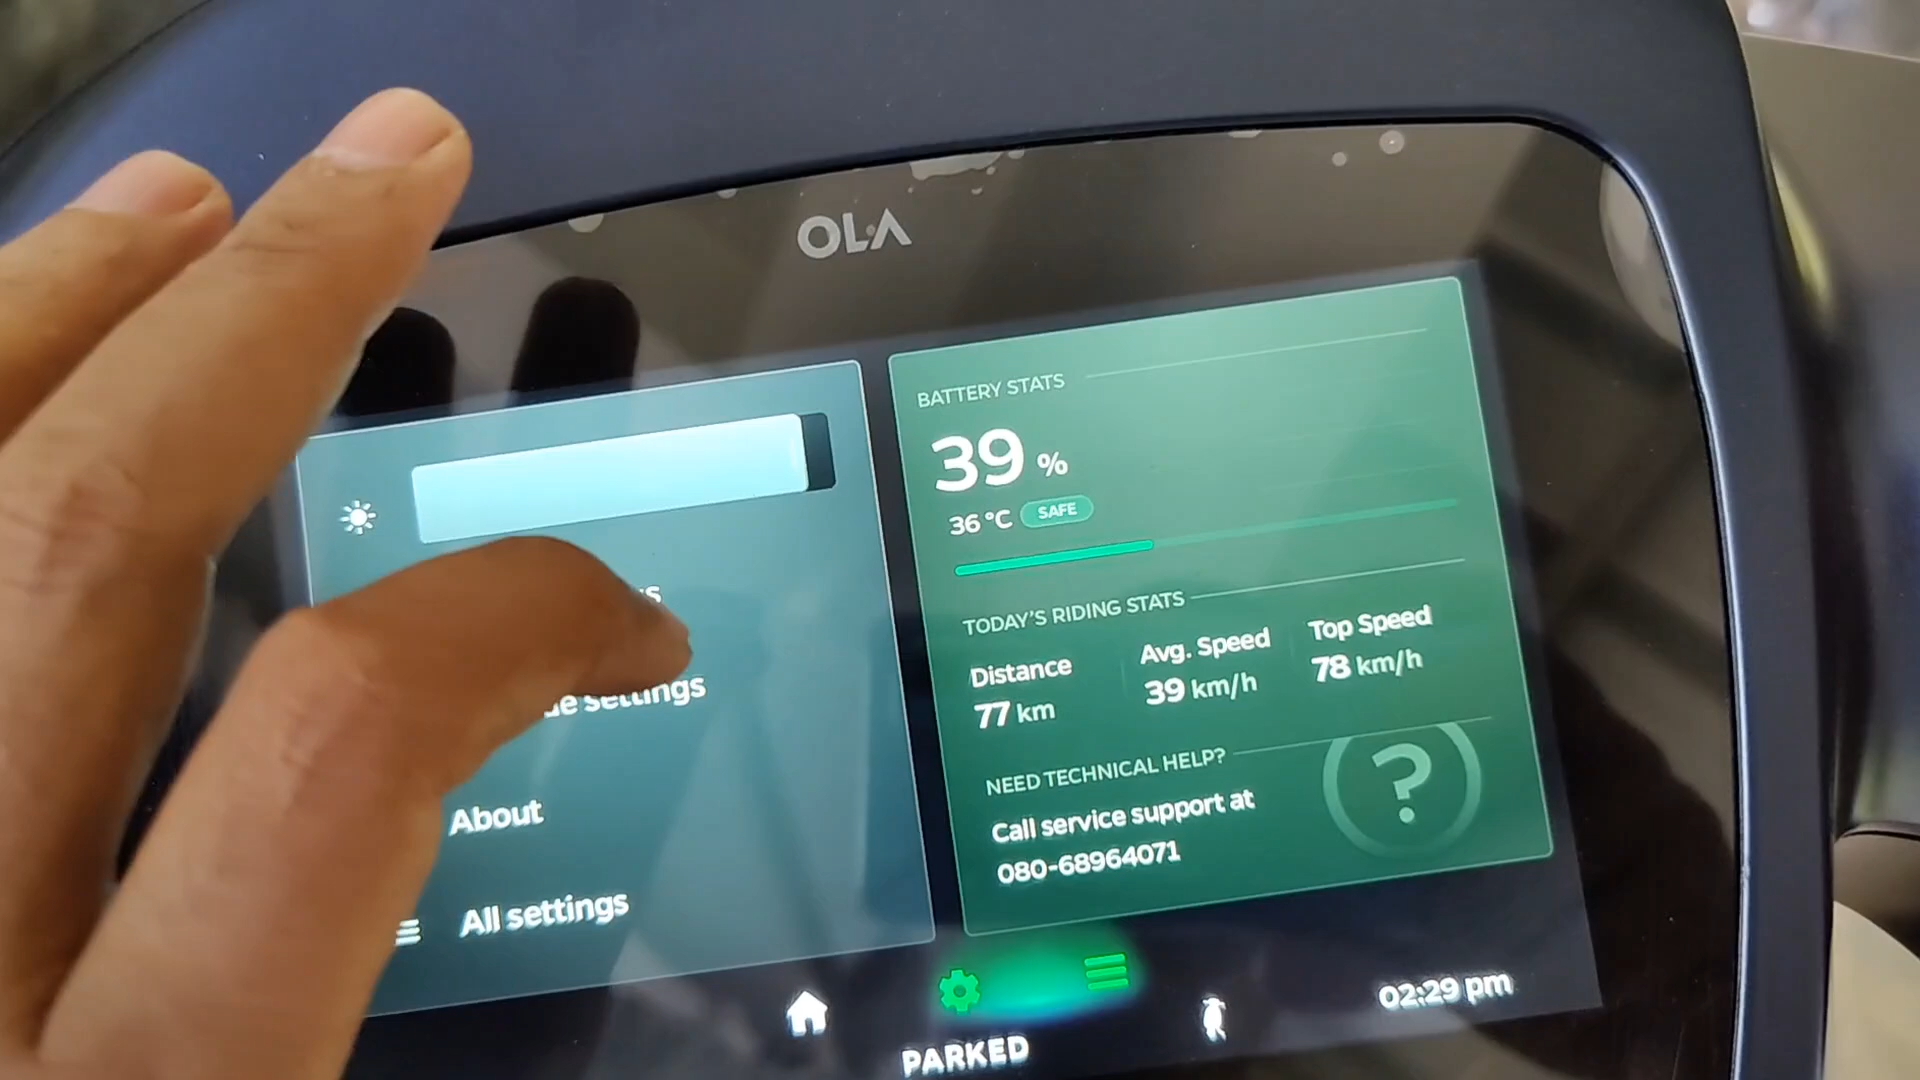 OLA
BATTERY STATS
39 %
36 °C SAFE
TODAY'S RIDING STATS
Distance
Avg. Speed
Top Speed
77 km
39 km/h
78 km/h
NEED TECHNICAL HELP?
Call service support at
080-68964071
?
settings
About
All settings
02:29 pm
PARKED